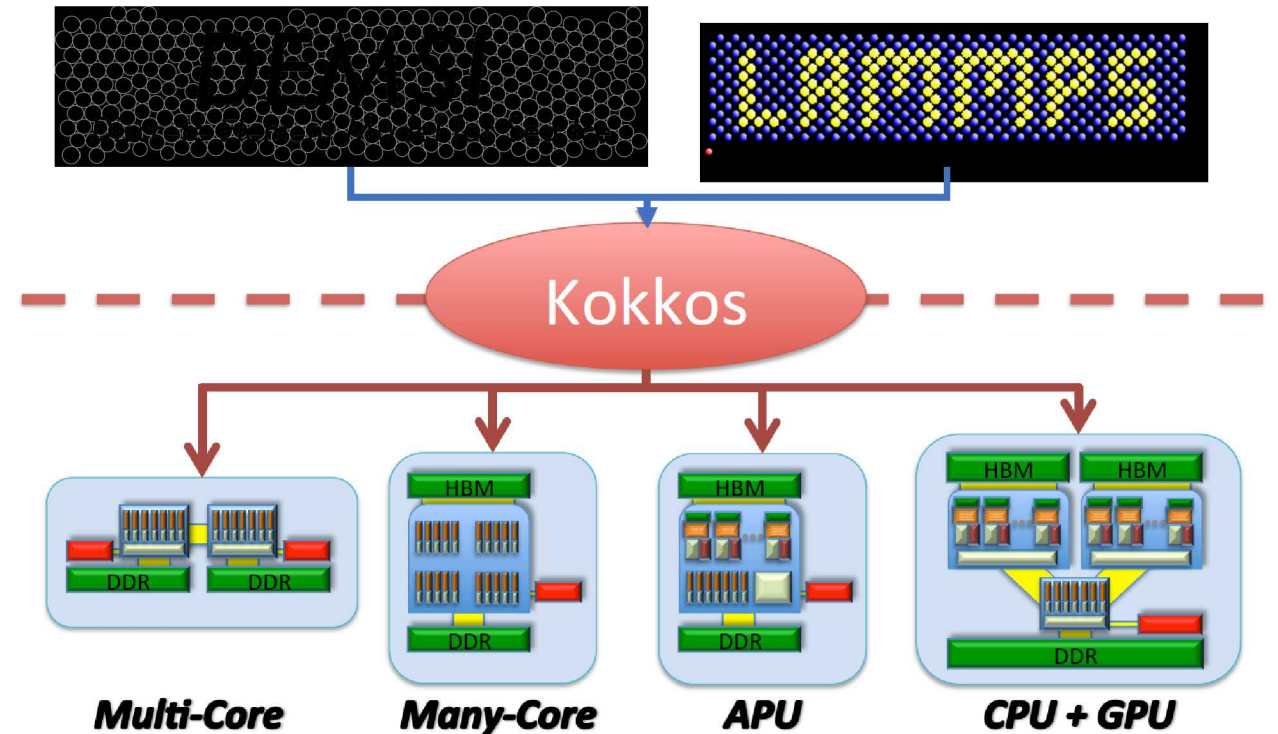 DEMSI
LAMMPS
Kokkos
HBM
HBM
HBM
HBM
DDR
DDR
DDR
DDR
DDR
Multi-Core
Many-Core
APU
CPU + GPU